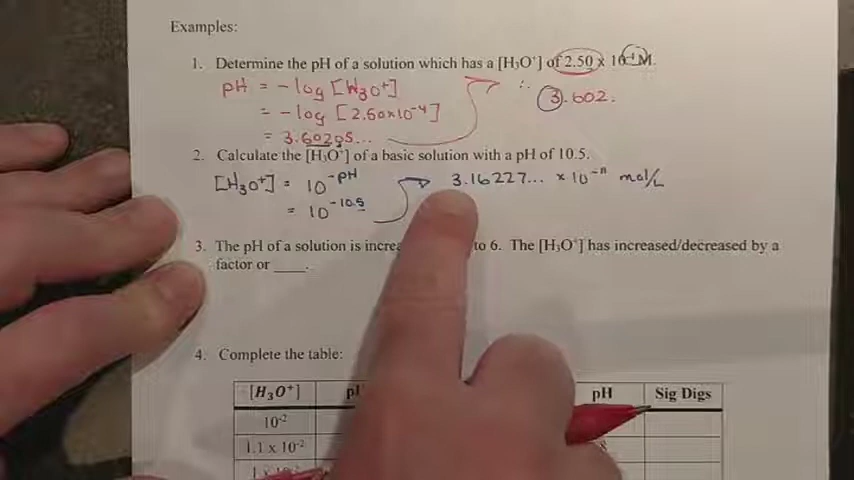 Examples:
1. Determine the pH of a solution which has a [H₃O⁺] of 2.50 x 10⁻⁴ M.
pH = -log [H₃O⁺]
= -log [2.50x10⁻⁴]
= 3.60205...
∴ 3.602.
2. Calculate the [H₃O⁺] of a basic solution with a pH of 10.5.
[H₃O⁺] = 10^-pH
= 10^-10.5
3.16227... x 10⁻¹¹ mol/L
3. The pH of a solution is to 6. The [H₃O⁺] has increased/decreased by a
factor or ____.
4. Complete the table:
[H₃O⁺] pH Sig Digs
10⁻²
1.1 x 10⁻²